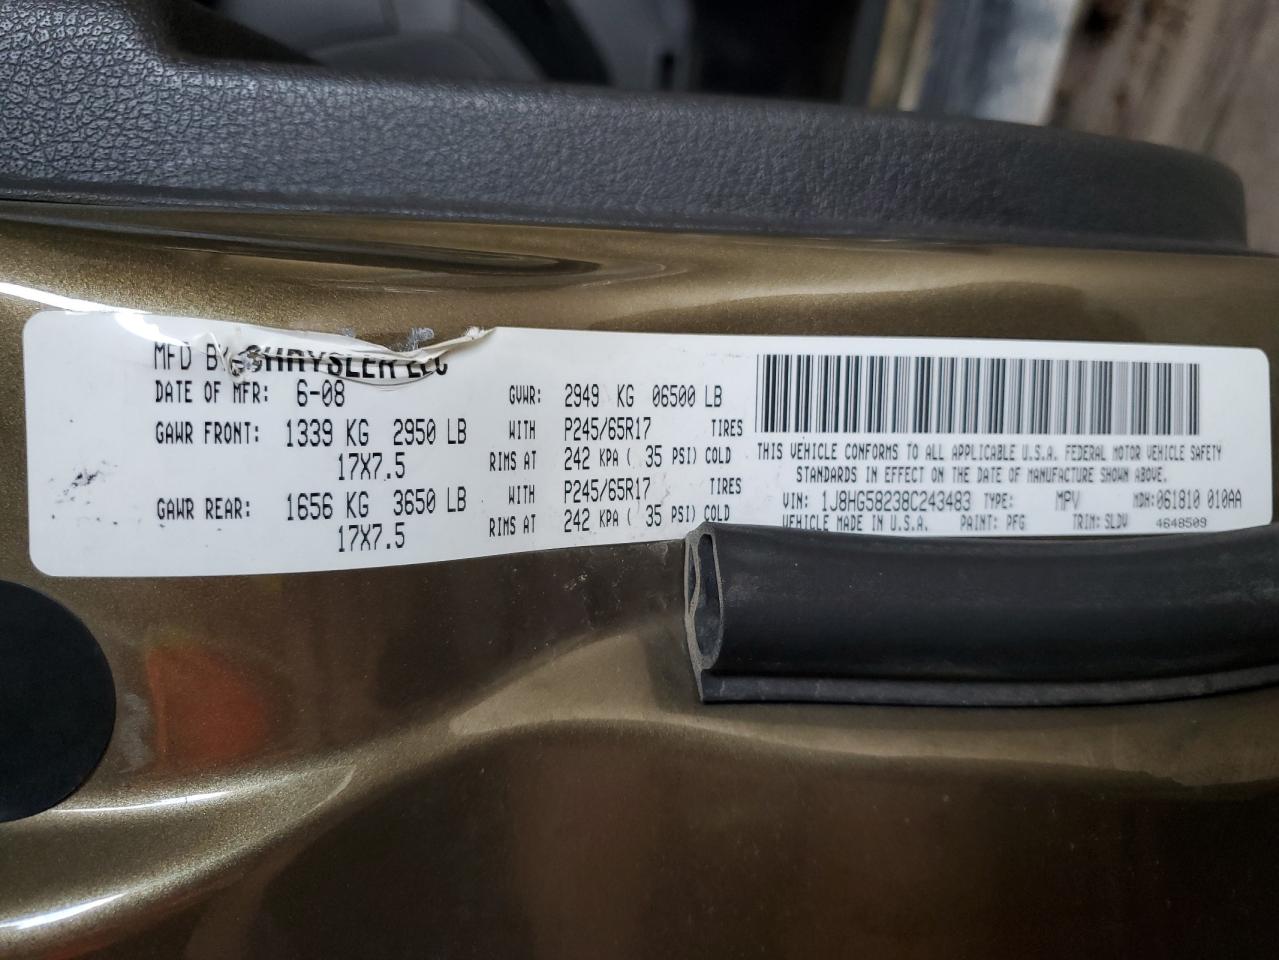 MFD BY CHRYSLER LLC
DATE OF MFR: 6-08 GVWR: 2949 KG 06500 LB
GAWR FRONT: 1339 KG 2950 LB WITH P245/65R17 TIRES
17X7.5 RIMS AT 242 KPA ( 35 PSI) COLD
GAWR REAR: 1656 KG 3650 LB WITH P245/65R17 TIRES
17X7.5 RIMS AT 242 KPA ( 35 PSI) COLD
THIS VEHICLE CONFORMS TO ALL APPLICABLE U.S.A. FEDERAL MOTOR VEHICLE SAFETY
STANDARDS IN EFFECT ON THE DATE OF MANUFACTURE SHOWN ABOVE.
VIN: 1J8HG58238C243483 TYPE: MPV MDH:061810 010AA
VEHICLE MADE IN U.S.A. PAINT: PFG TRIM: SLDV 4648509